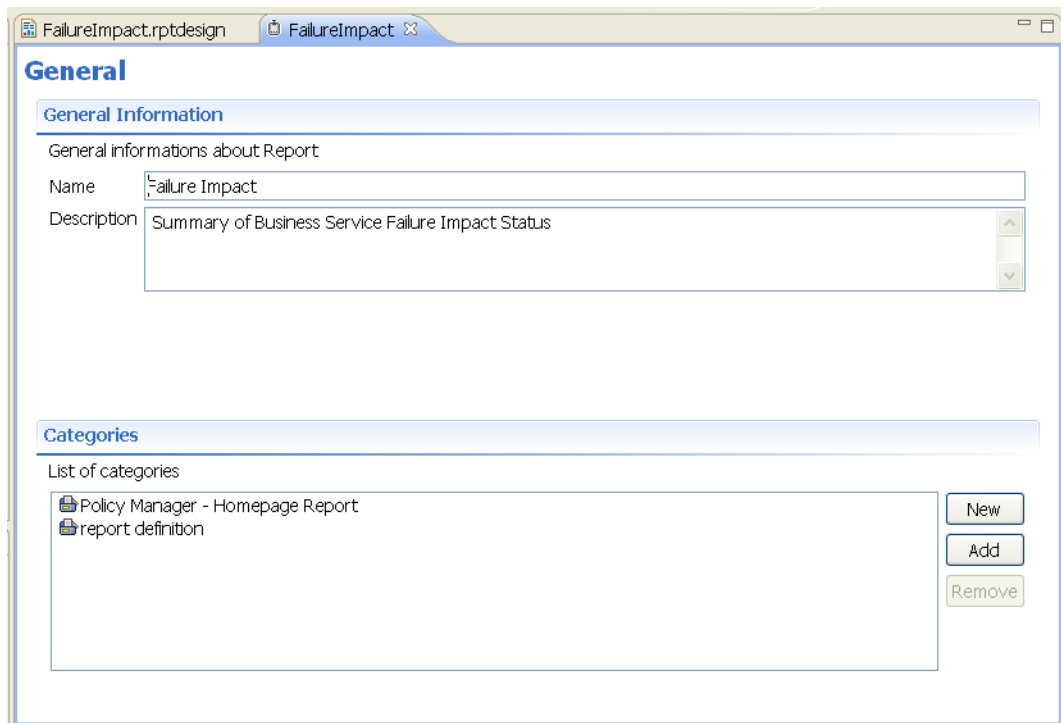 FailureImpact.rptdesign FailureImpact
General
General Information
General informations about Report
Name Failure Impact
Description Summary of Business Service Failure Impact Status
Categories
List of categories
Policy Manager - Homepage Report New
report definition
Add
Remove